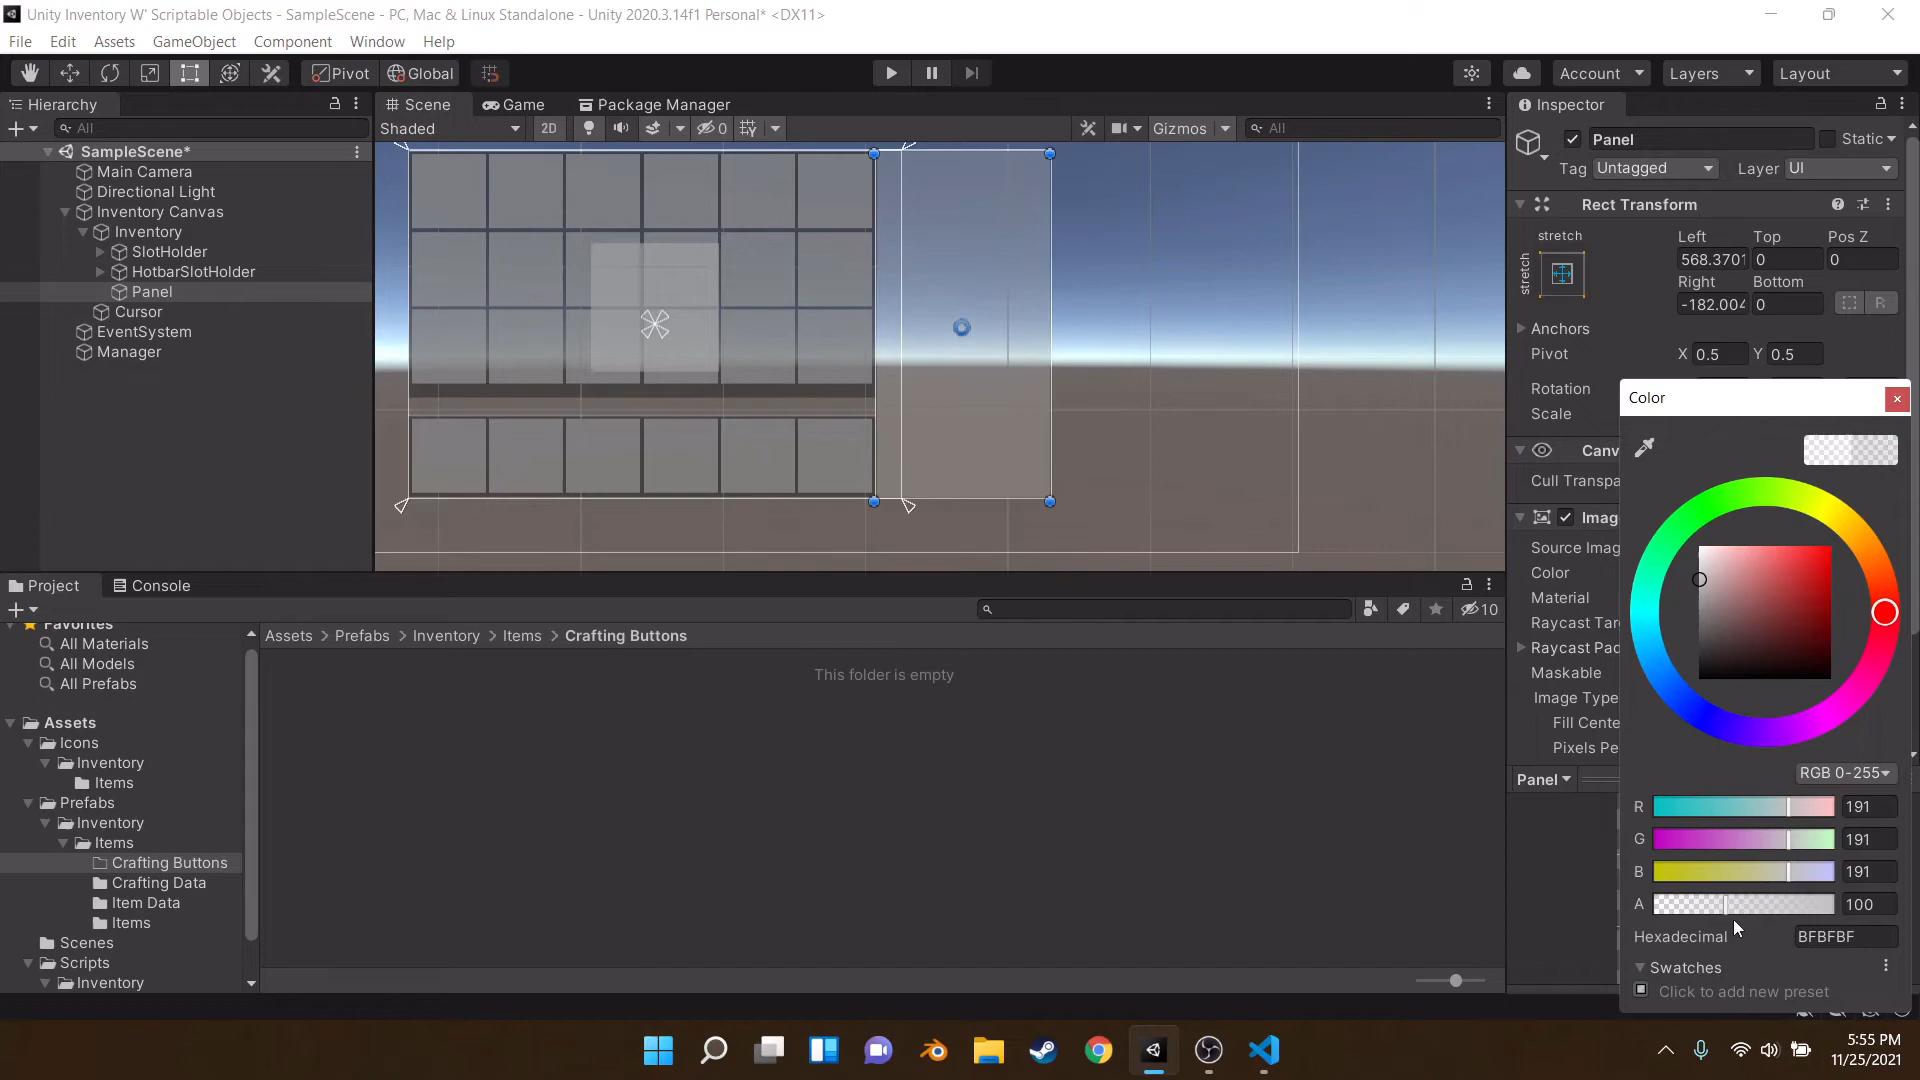 Unity Inventory W' Scriptable Objects - SampleScene - PC, Mac & Linux Standalone - Unity 2020.3.14f1 Personal* <DX11>
File Edit Assets GameObject Component Window Help
Pivot Global Account Layers Layout
Hierarchy
All
SampleScene*
Main Camera
Directional Light
Inventory Canvas
Inventory
SlotHolder
HotbarSlotHolder
Panel
Cursor
EventSystem
Manager
Scene Game Package Manager
Shaded 2D 0 Gizmos All
Inspector
Panel Static
Tag Untagged Layer UI
Rect Transform
stretch Left Top Pos Z
stretch 568.3701 0 0
Right Bottom
-182.004 0 R
Anchors
Pivot X 0.5 Y 0.5
Rotation
Scale
Canv
Cull Transpa
Imag
Source Imag
Color
Material
Raycast Tar
Raycast Pad
Maskable
Image Type
Fill Cente
Pixels Pe
Panel
Color
RGB 0-255
R 191
G 191
B 191
A 100
Hexadecimal BFBFBF
Swatches
Click to add new preset
Project Console
10
Favorites
All Materials
All Models
All Prefabs
Assets
Icons
Inventory
Items
Prefabs
Inventory
Items
Crafting Buttons
Crafting Data
Item Data
Items
Scenes
Scripts
Inventory
Assets > Prefabs > Inventory > Items > Crafting Buttons
This folder is empty
5:55 PM
11/25/2021